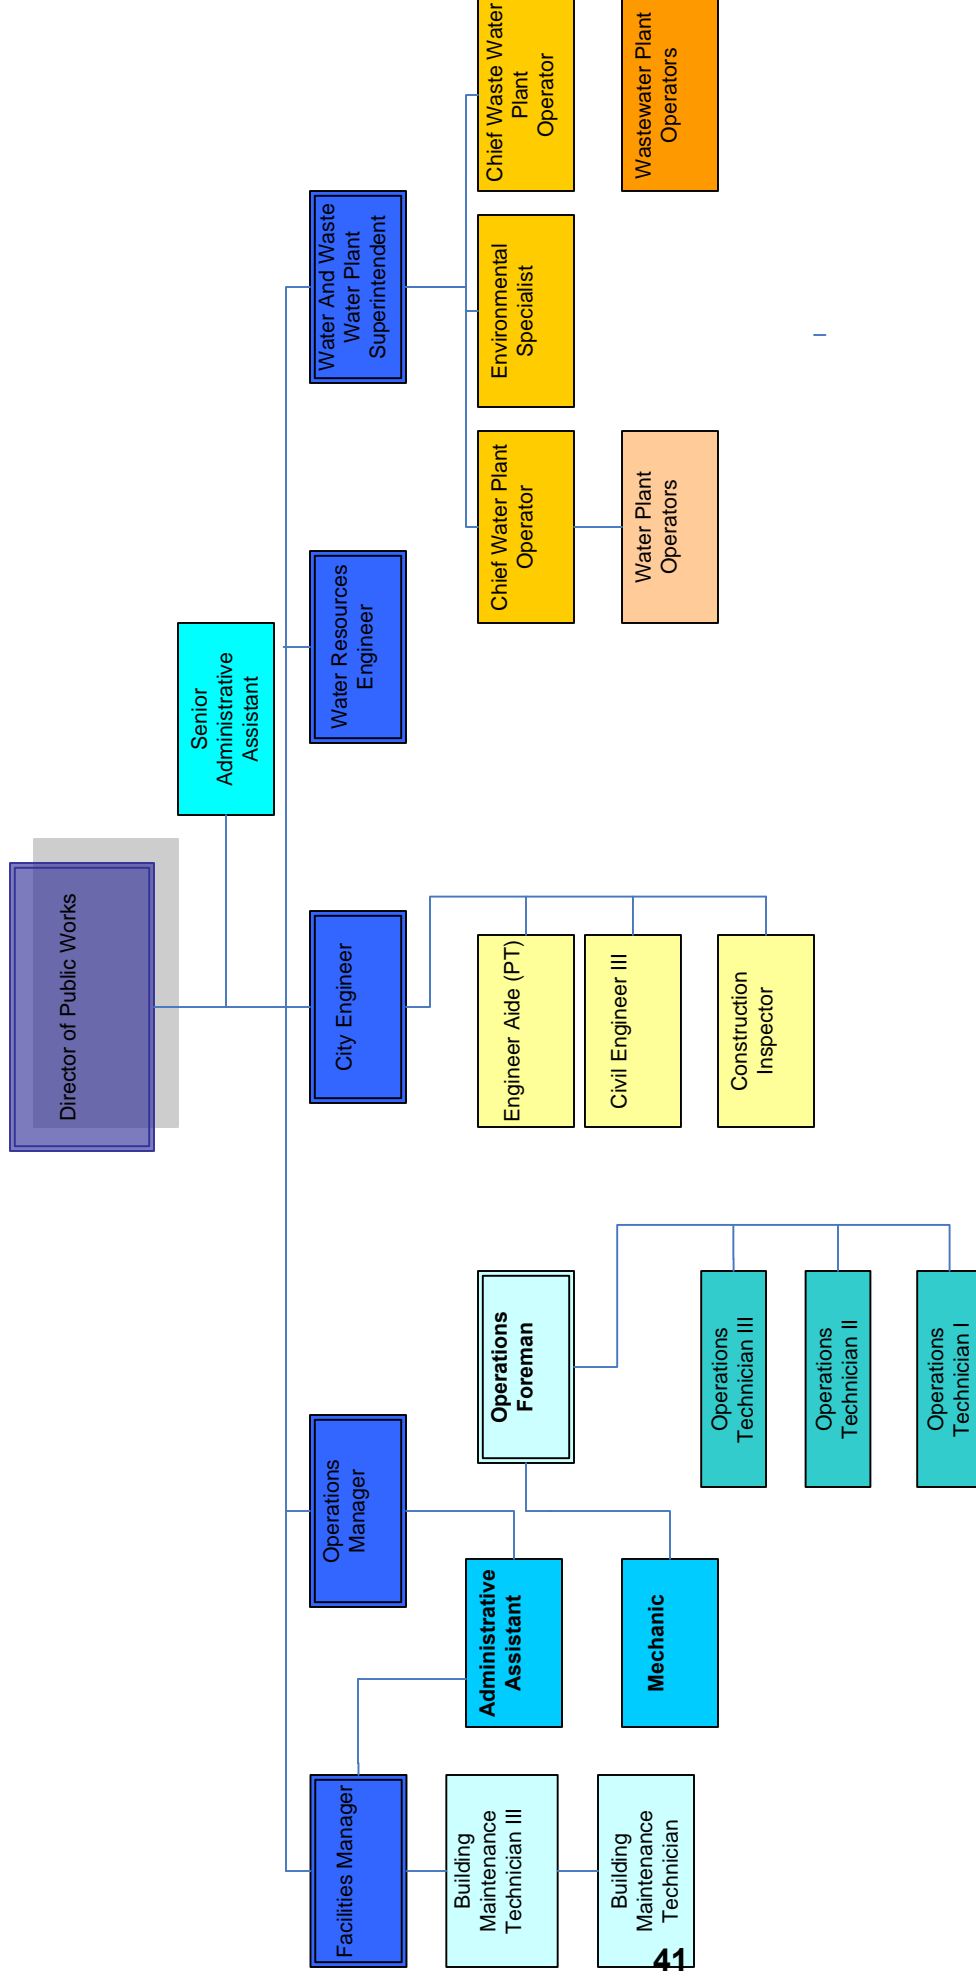 Director of Public Works
Senior
Administrative
Assistant
Facilities Manager
Operations
Manager
City Engineer
Water Resources
Engineer
Water And Waste
Water Plant
Superintendent
Building
Maintenance
Technician III
Administrative
Assistant
Operations
Foreman
Engineer Aide (PT)
Chief Water Plant
Operator
Environmental
Specialist
Chief Waste Water
Plant
Operator
Civil Engineer III
Building
Maintenance
Technician
Mechanic
Water Plant
Operators
Wastewater Plant
Operators
Operations
Technician III
Construction
Inspector
Operations
Technician II
Operations
Technician I
41